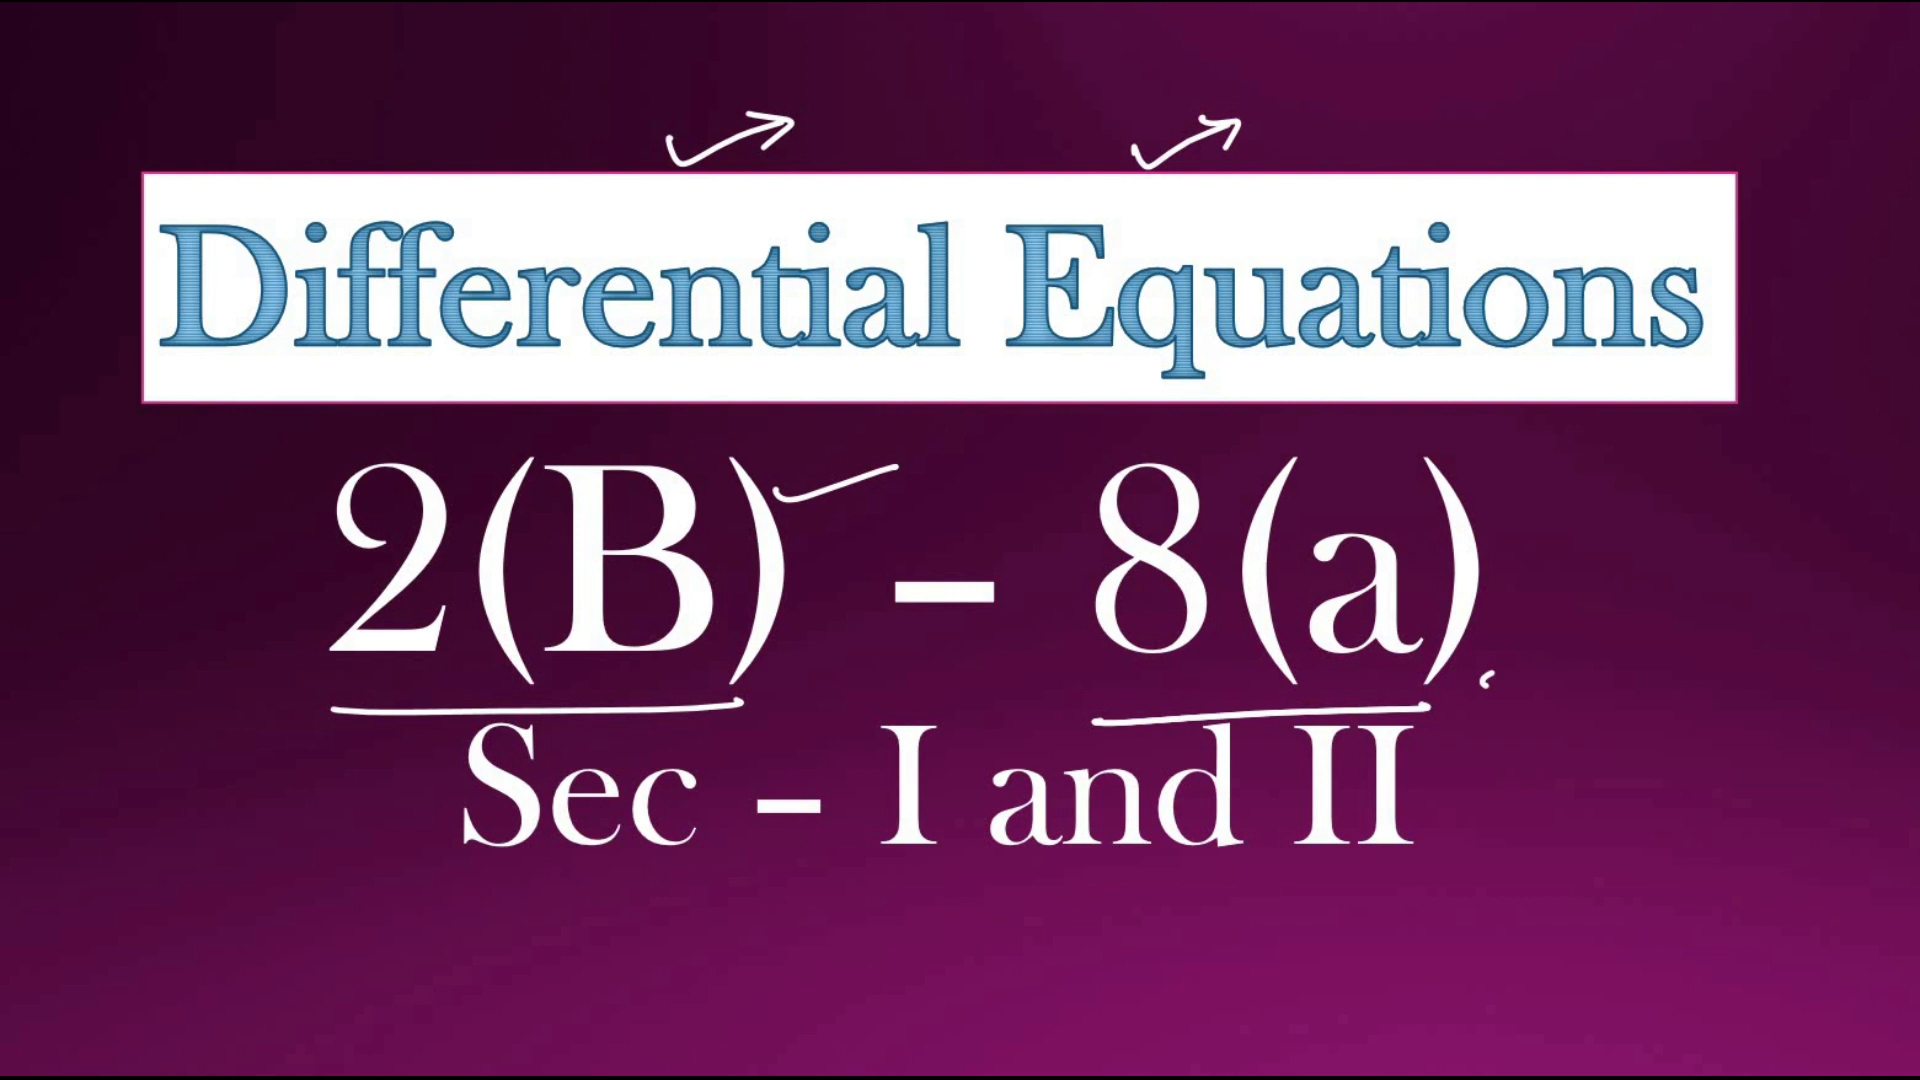 Differential Equations
2(B) – 8(a)
Sec – I and II